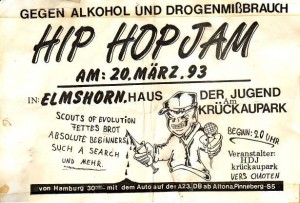 GEGEN ALKOHOL UND DROGENMIßBRAUCH
HIP HOP JAM
AM: 20. MÄRZ. 93
IN: ELMSHORN. HAUS DER JUGEND
Am
KRÜCKAUPARK
SCOUTS OF EVOLUTION
FETTES BROT
ABSOLUTE BEGINNERS
SUCH A SEARCH
UND MEHR.
BEGINN: 20 UHR
Veranstalter:
HDJ
krückaupark
VERS CHAOTEN
von Hamburg 30 mit dem Auto auf der A23, DB ab Altona, Pinneberg-S5